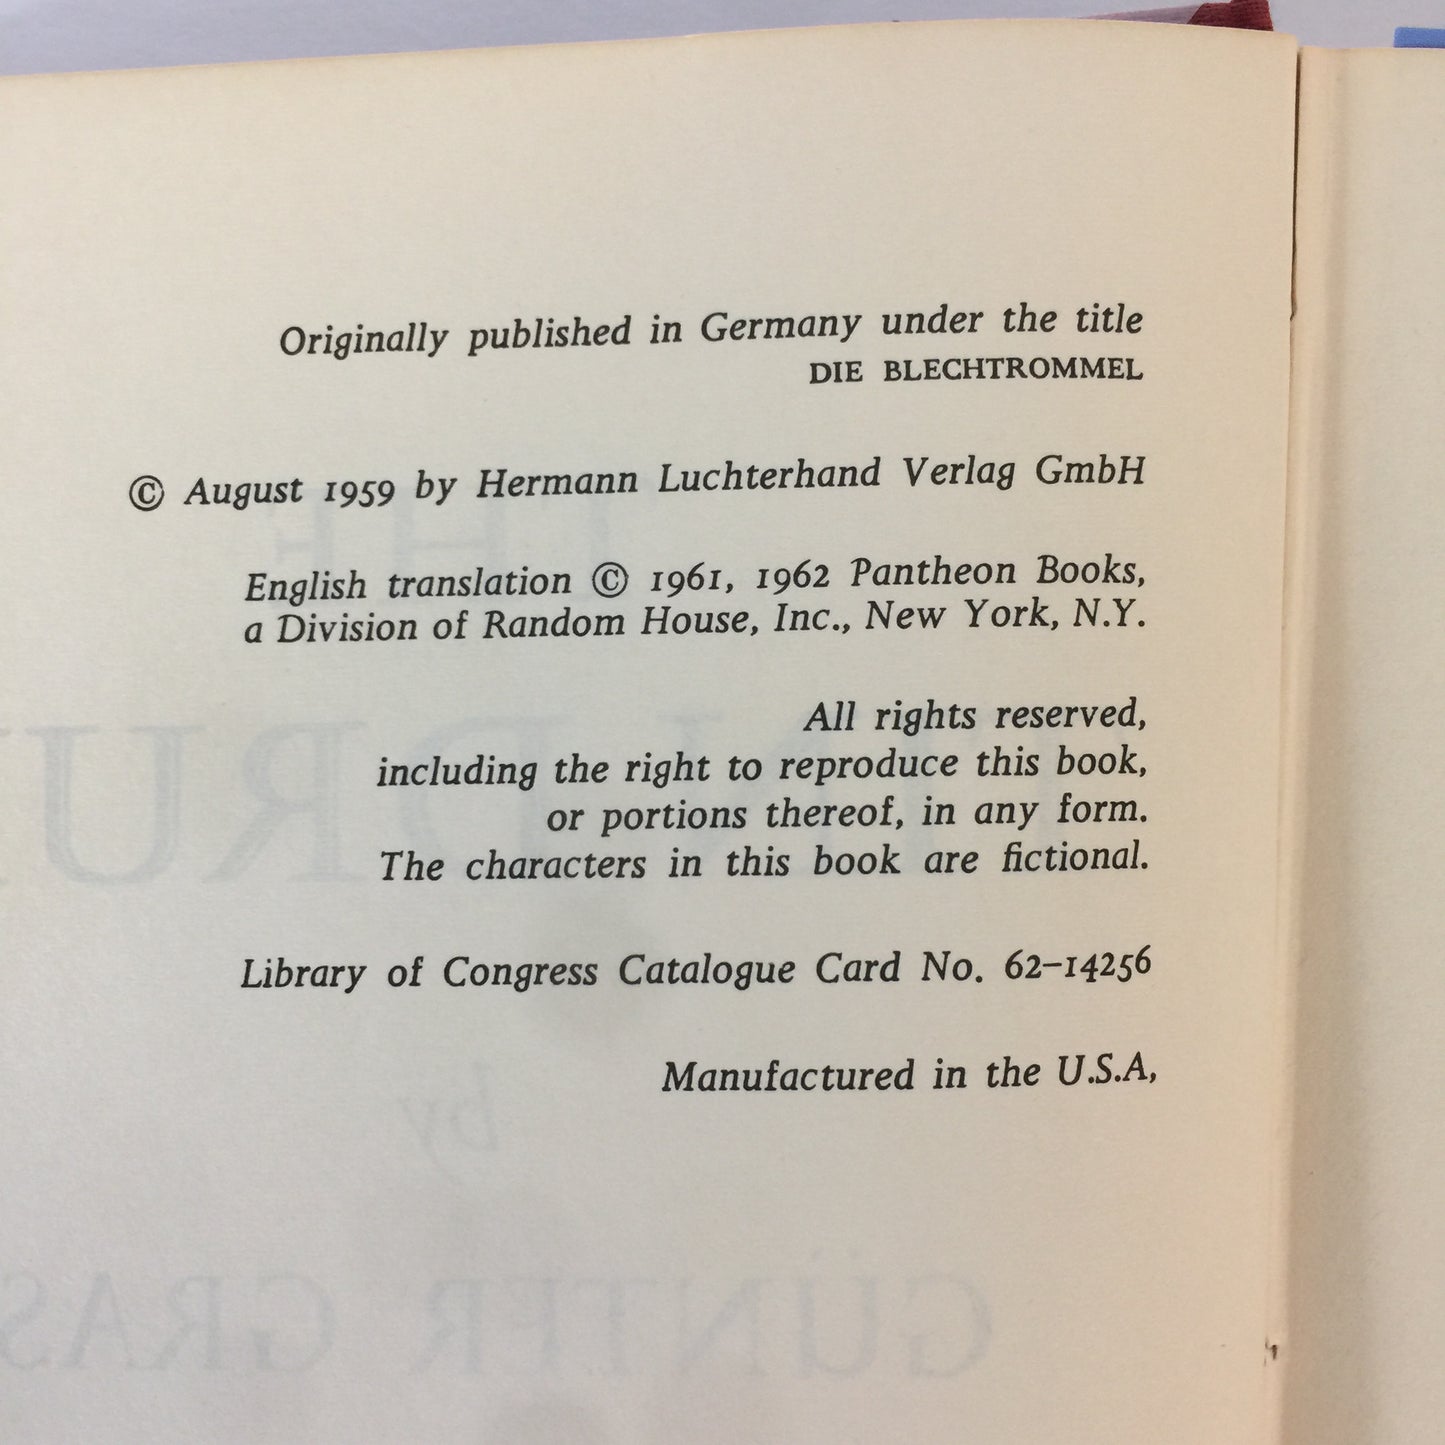 Originally published in Germany under the title
DIE BLECHTROMMEL
© August 1959 by Hermann Luchterhand Verlag GmbH
English translation © 1961, 1962 Pantheon Books,
a Division of Random House, Inc., New York, N.Y.
All rights reserved,
including the right to reproduce this book,
or portions thereof, in any form.
The characters in this book are fictional.
Library of Congress Catalogue Card No. 62-14256
Manufactured in the U.S.A,